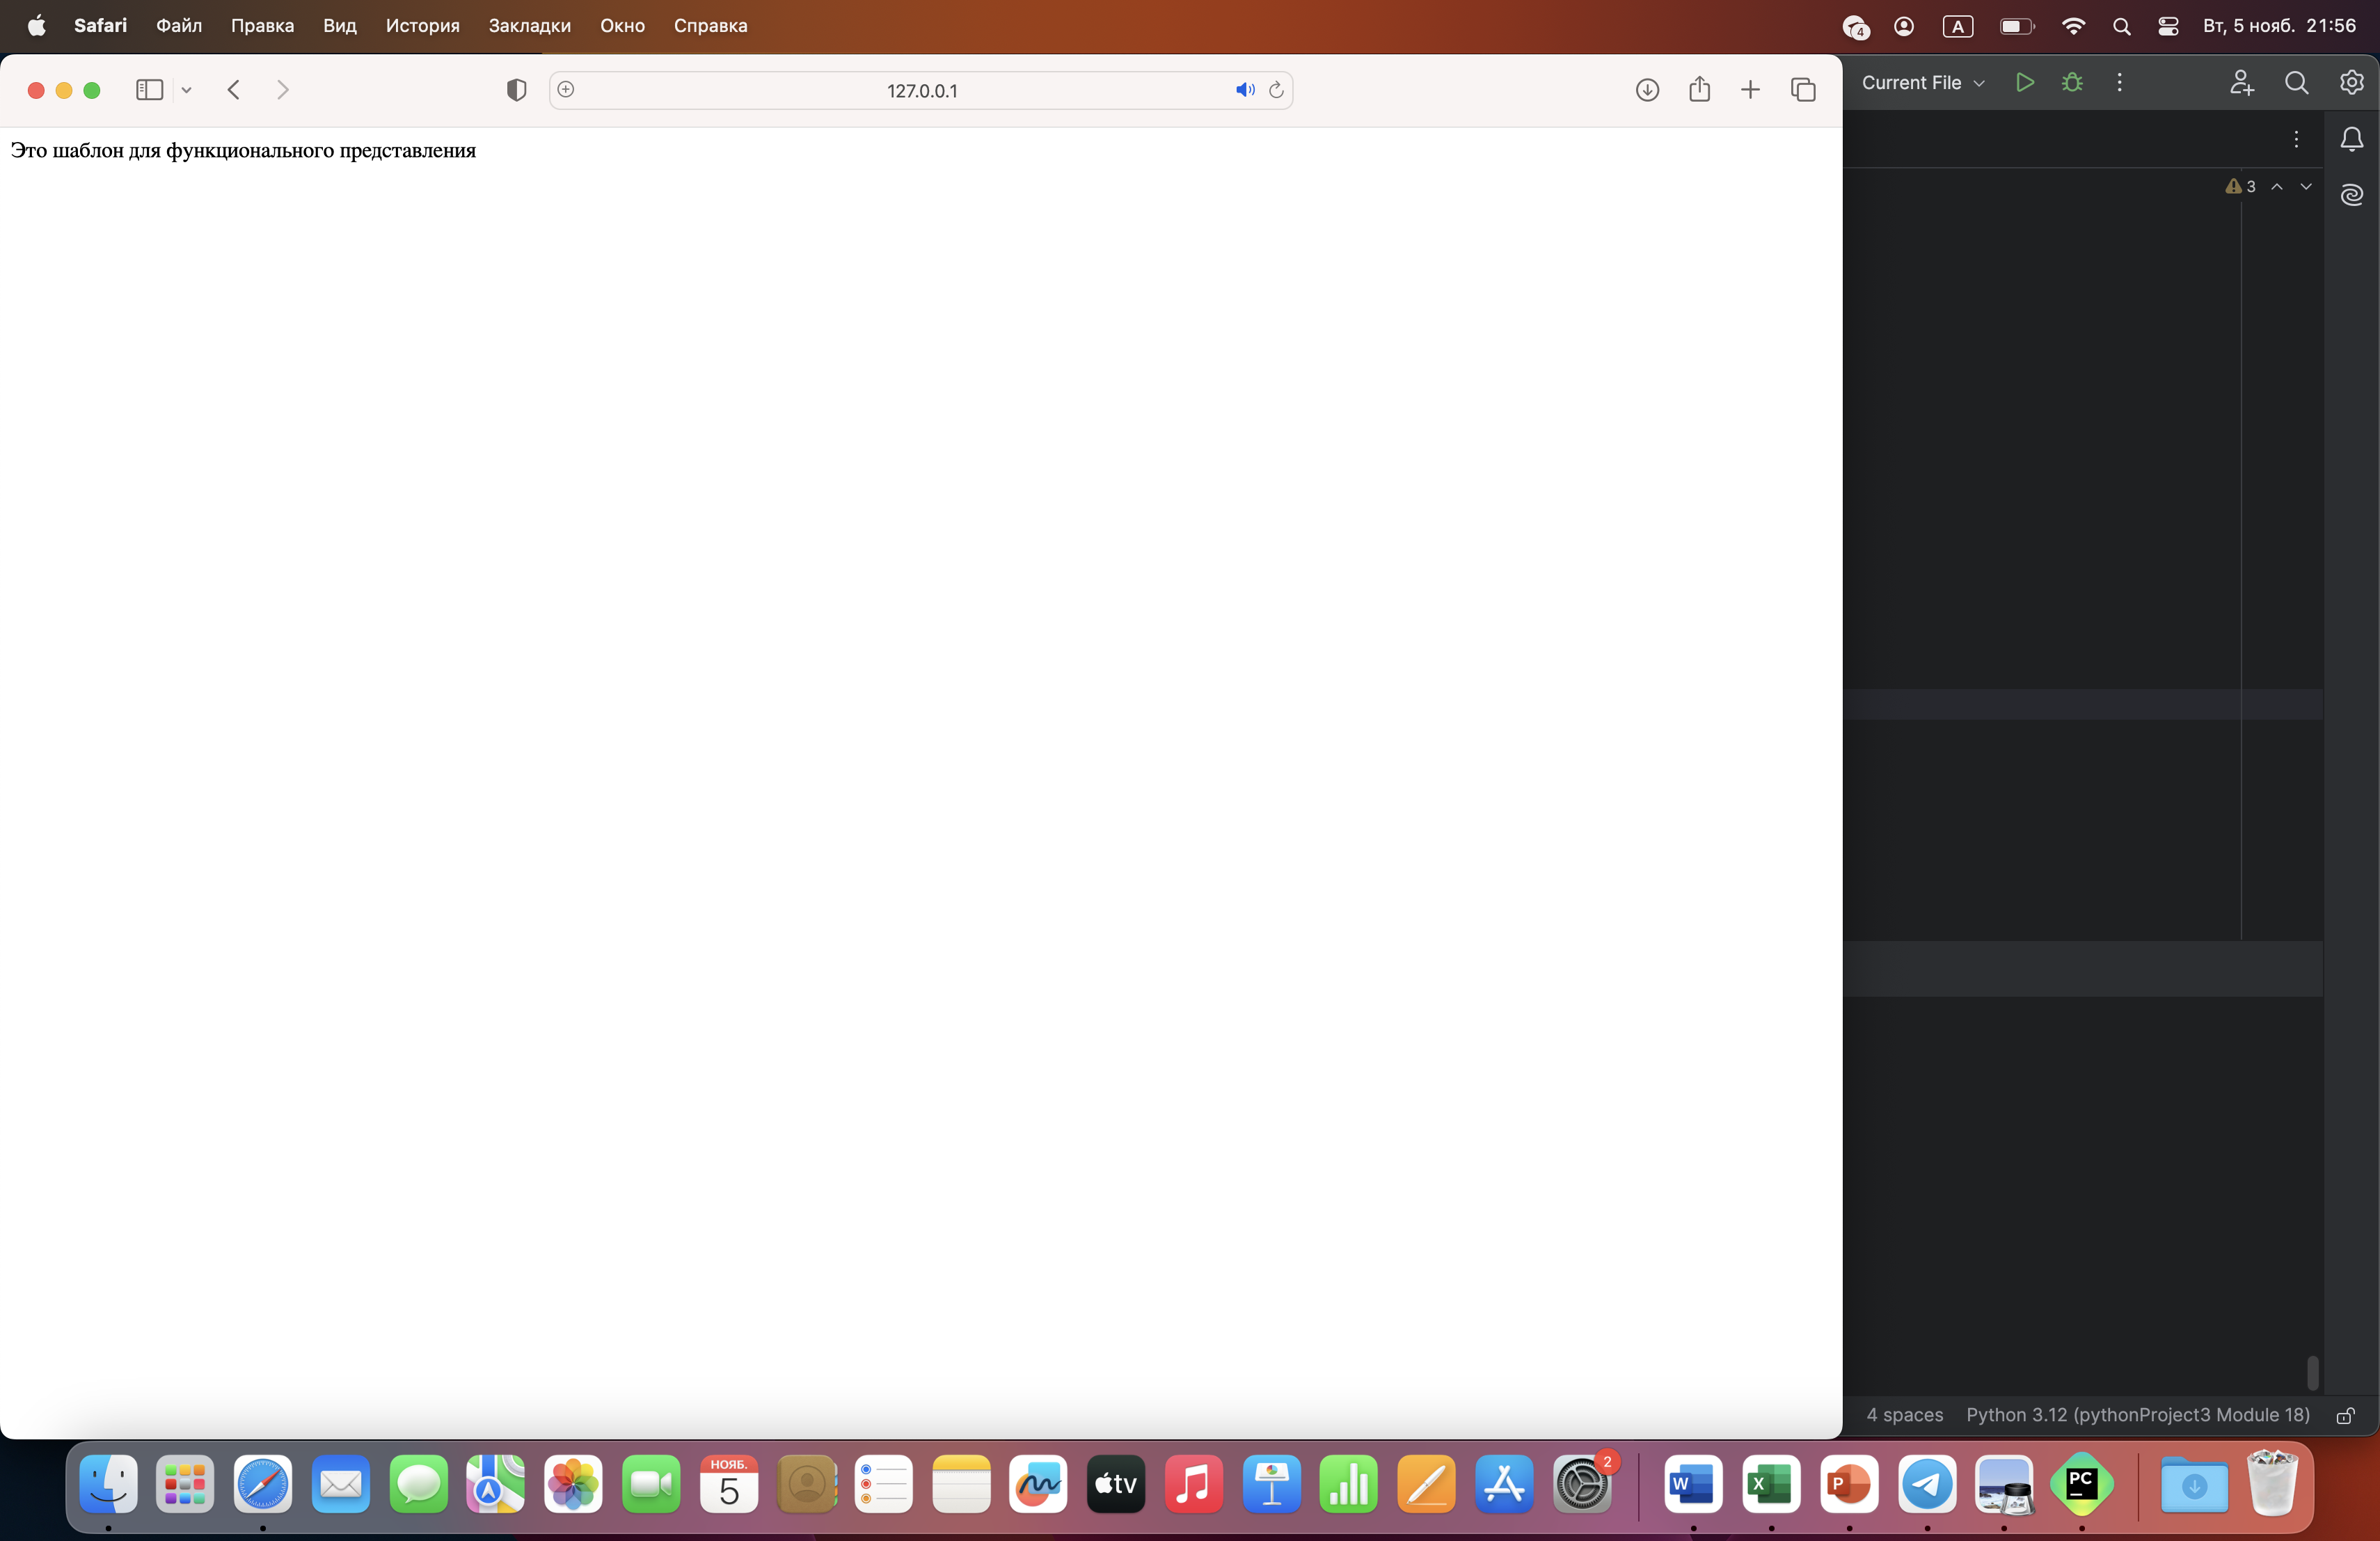 Safari Файл Правка Вид История Закладки Окно Справка 4 A Вт, 5 нояб. 21:56
127.0.0.1
Current File
Это шаблон для функционального представления
3
4 spaces Python 3.12 (pythonProject3 Module 18)
НОЯБ.
5
tv
2
W
X
P
PC